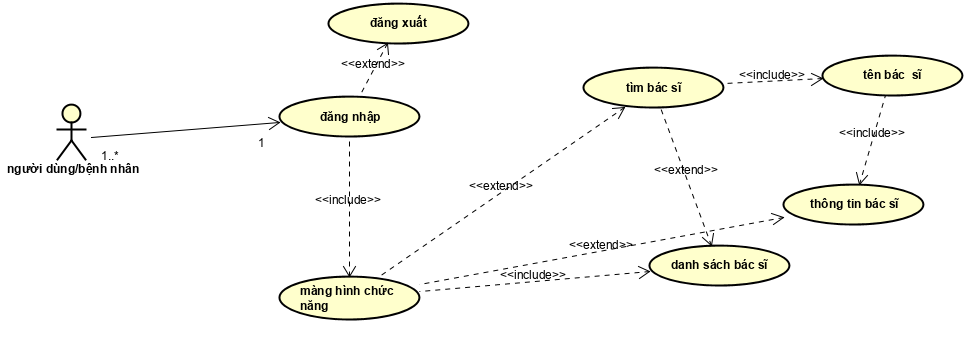 đăng xuất
<<extend>>
<<include>>
tên bác  sĩ
tìm bác sĩ
đăng nhập
1
1..*
người dùng/bệnh nhân
<<include>>
<<extend>>
<<extend>>
<<include>>
thông tin bác sĩ
<<extend>>
<<include>>
danh sách bác sĩ
màng hình chức
năng